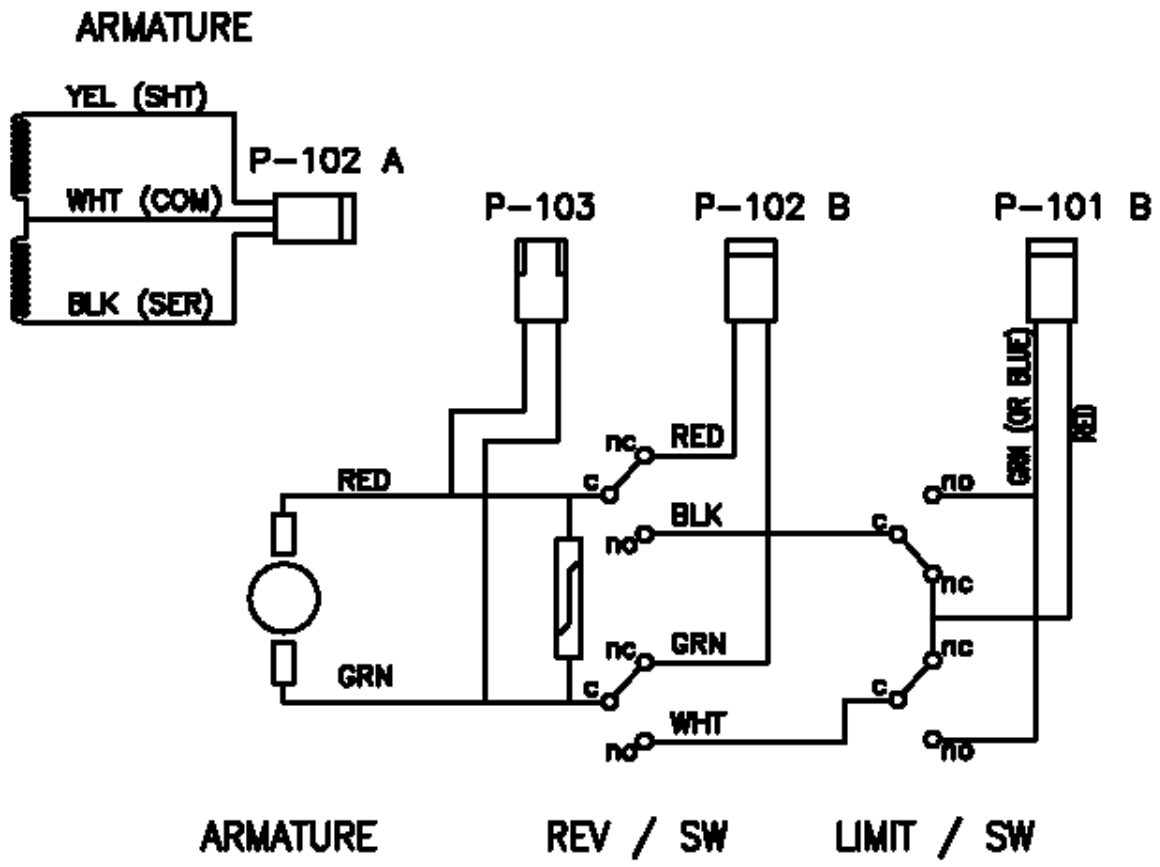 ARMATURE
YEL (SHT)
P-102 A
WHT (COM)
P-103
P-102 B
P-101 B
BLK (SER)
GRN (OR BLUE)
RED
nc
RED
RED
c
no
BLK
no
c
nc
nc
GRN
nc
GRN
c
c
WHT
no
no
ARMATURE
REV / SW
LIMIT / SW